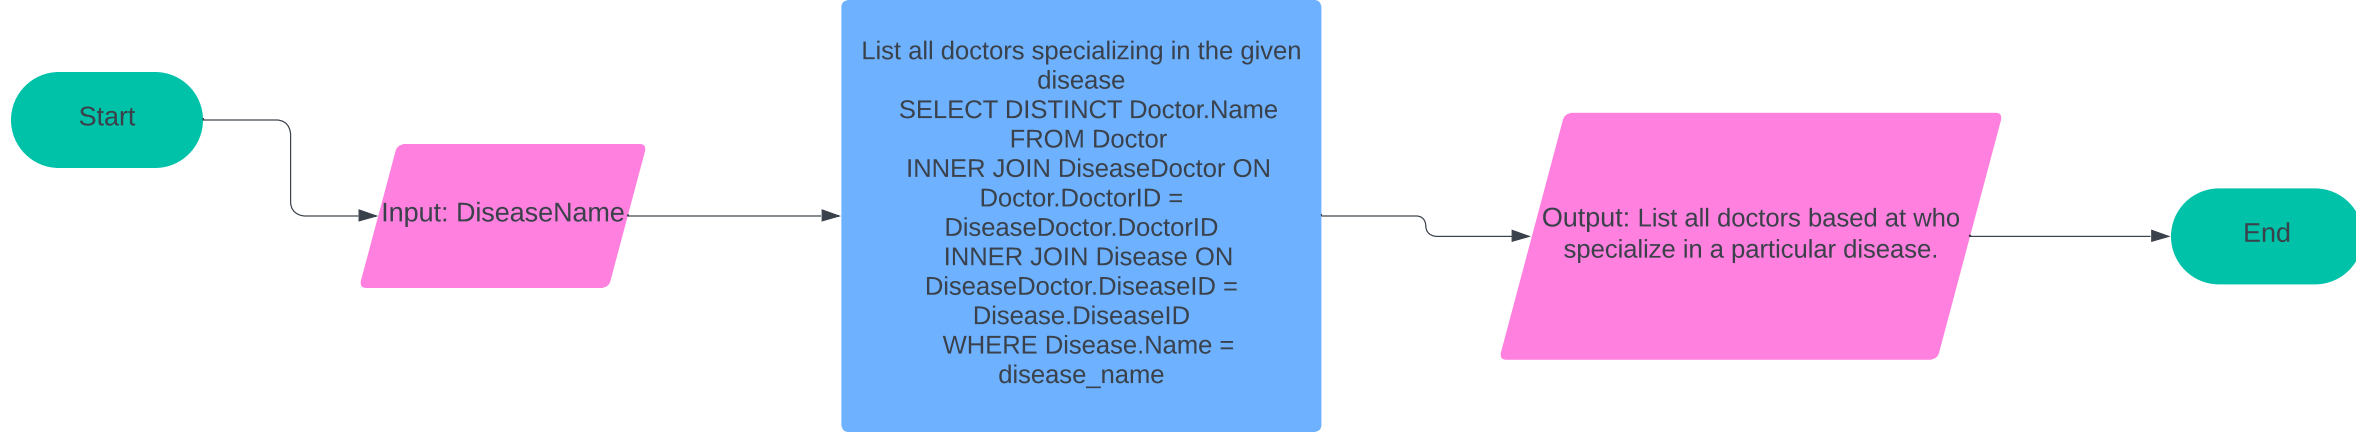 Start
Input: DiseaseName
List all doctors specializing in the given
disease
SELECT DISTINCT Doctor.Name
FROM Doctor
INNER JOIN DiseaseDoctor ON
Doctor.DoctorID =
DiseaseDoctor.DoctorID
INNER JOIN Disease ON
DiseaseDoctor.DiseaseID =
Disease.DiseaseID
WHERE Disease.Name =
disease_name
Output: List all doctors based at who
specialize in a particular disease.
End